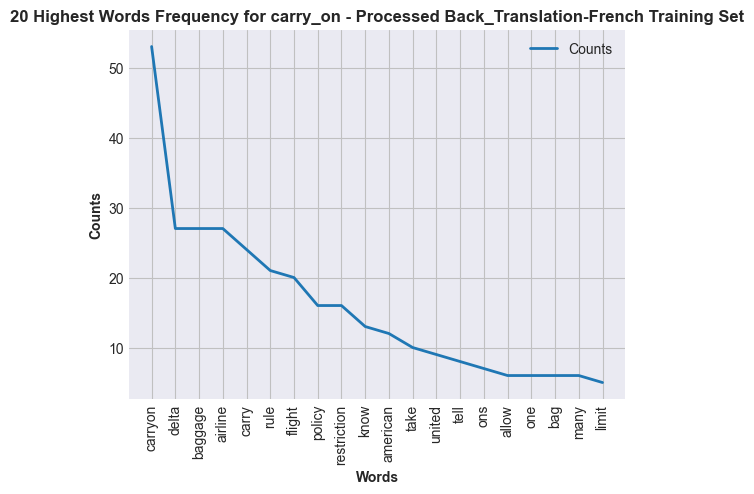 20 Highest Words Frequency for carry_on - Processed Back_Translation-French Training Set
Counts
50
40
30
20
10
Counts
carryon
delta
baggage
airline
carry
rule
flight
policy
restriction
know
american
take
united
tell
ons
allow
one
bag
many
limit
Words